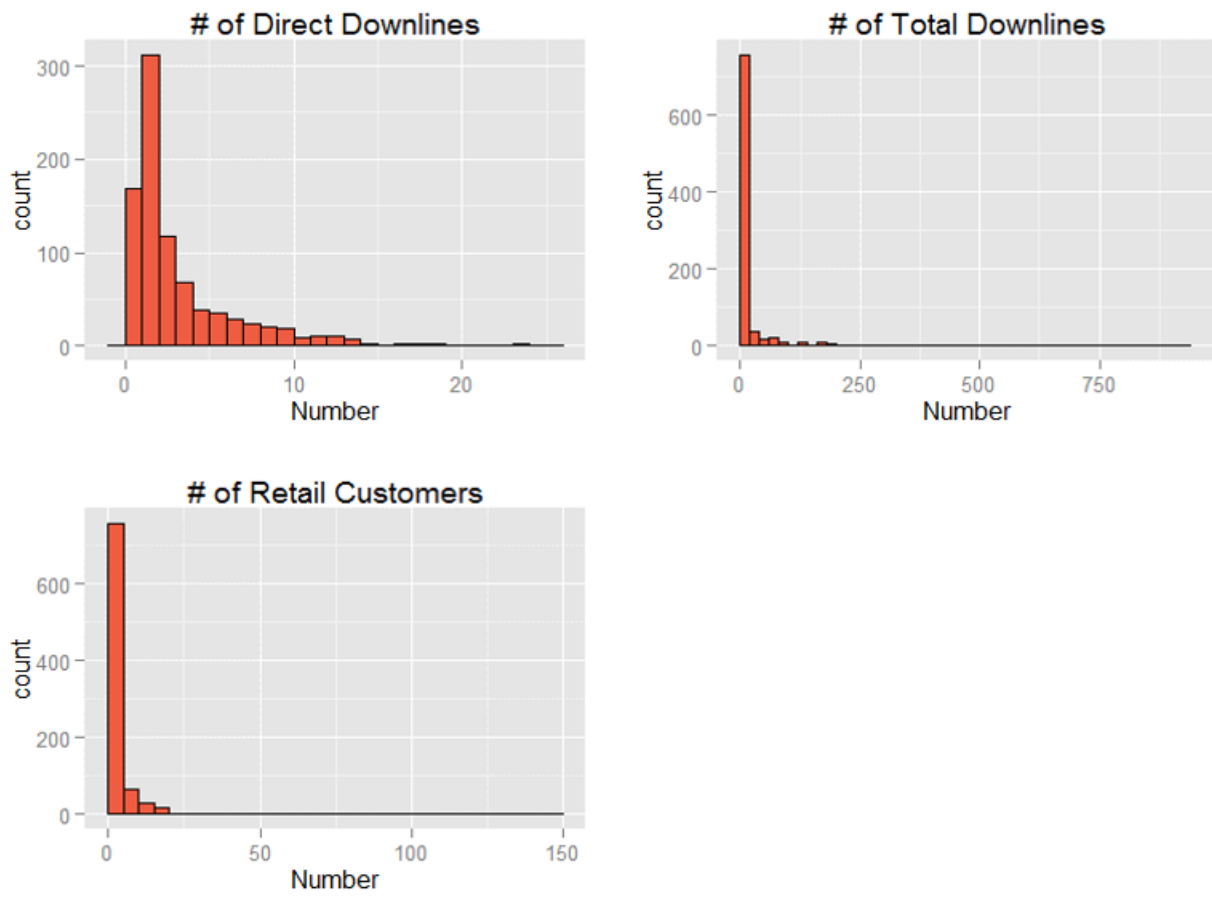 # of Direct Downlines
300
200
100
0
count
0 10 20
Number
# of Total Downlines
600
400
200
0
count
0 250 500 750
Number
# of Retail Customers
600
400
200
0
count
0 50 100 150
Number